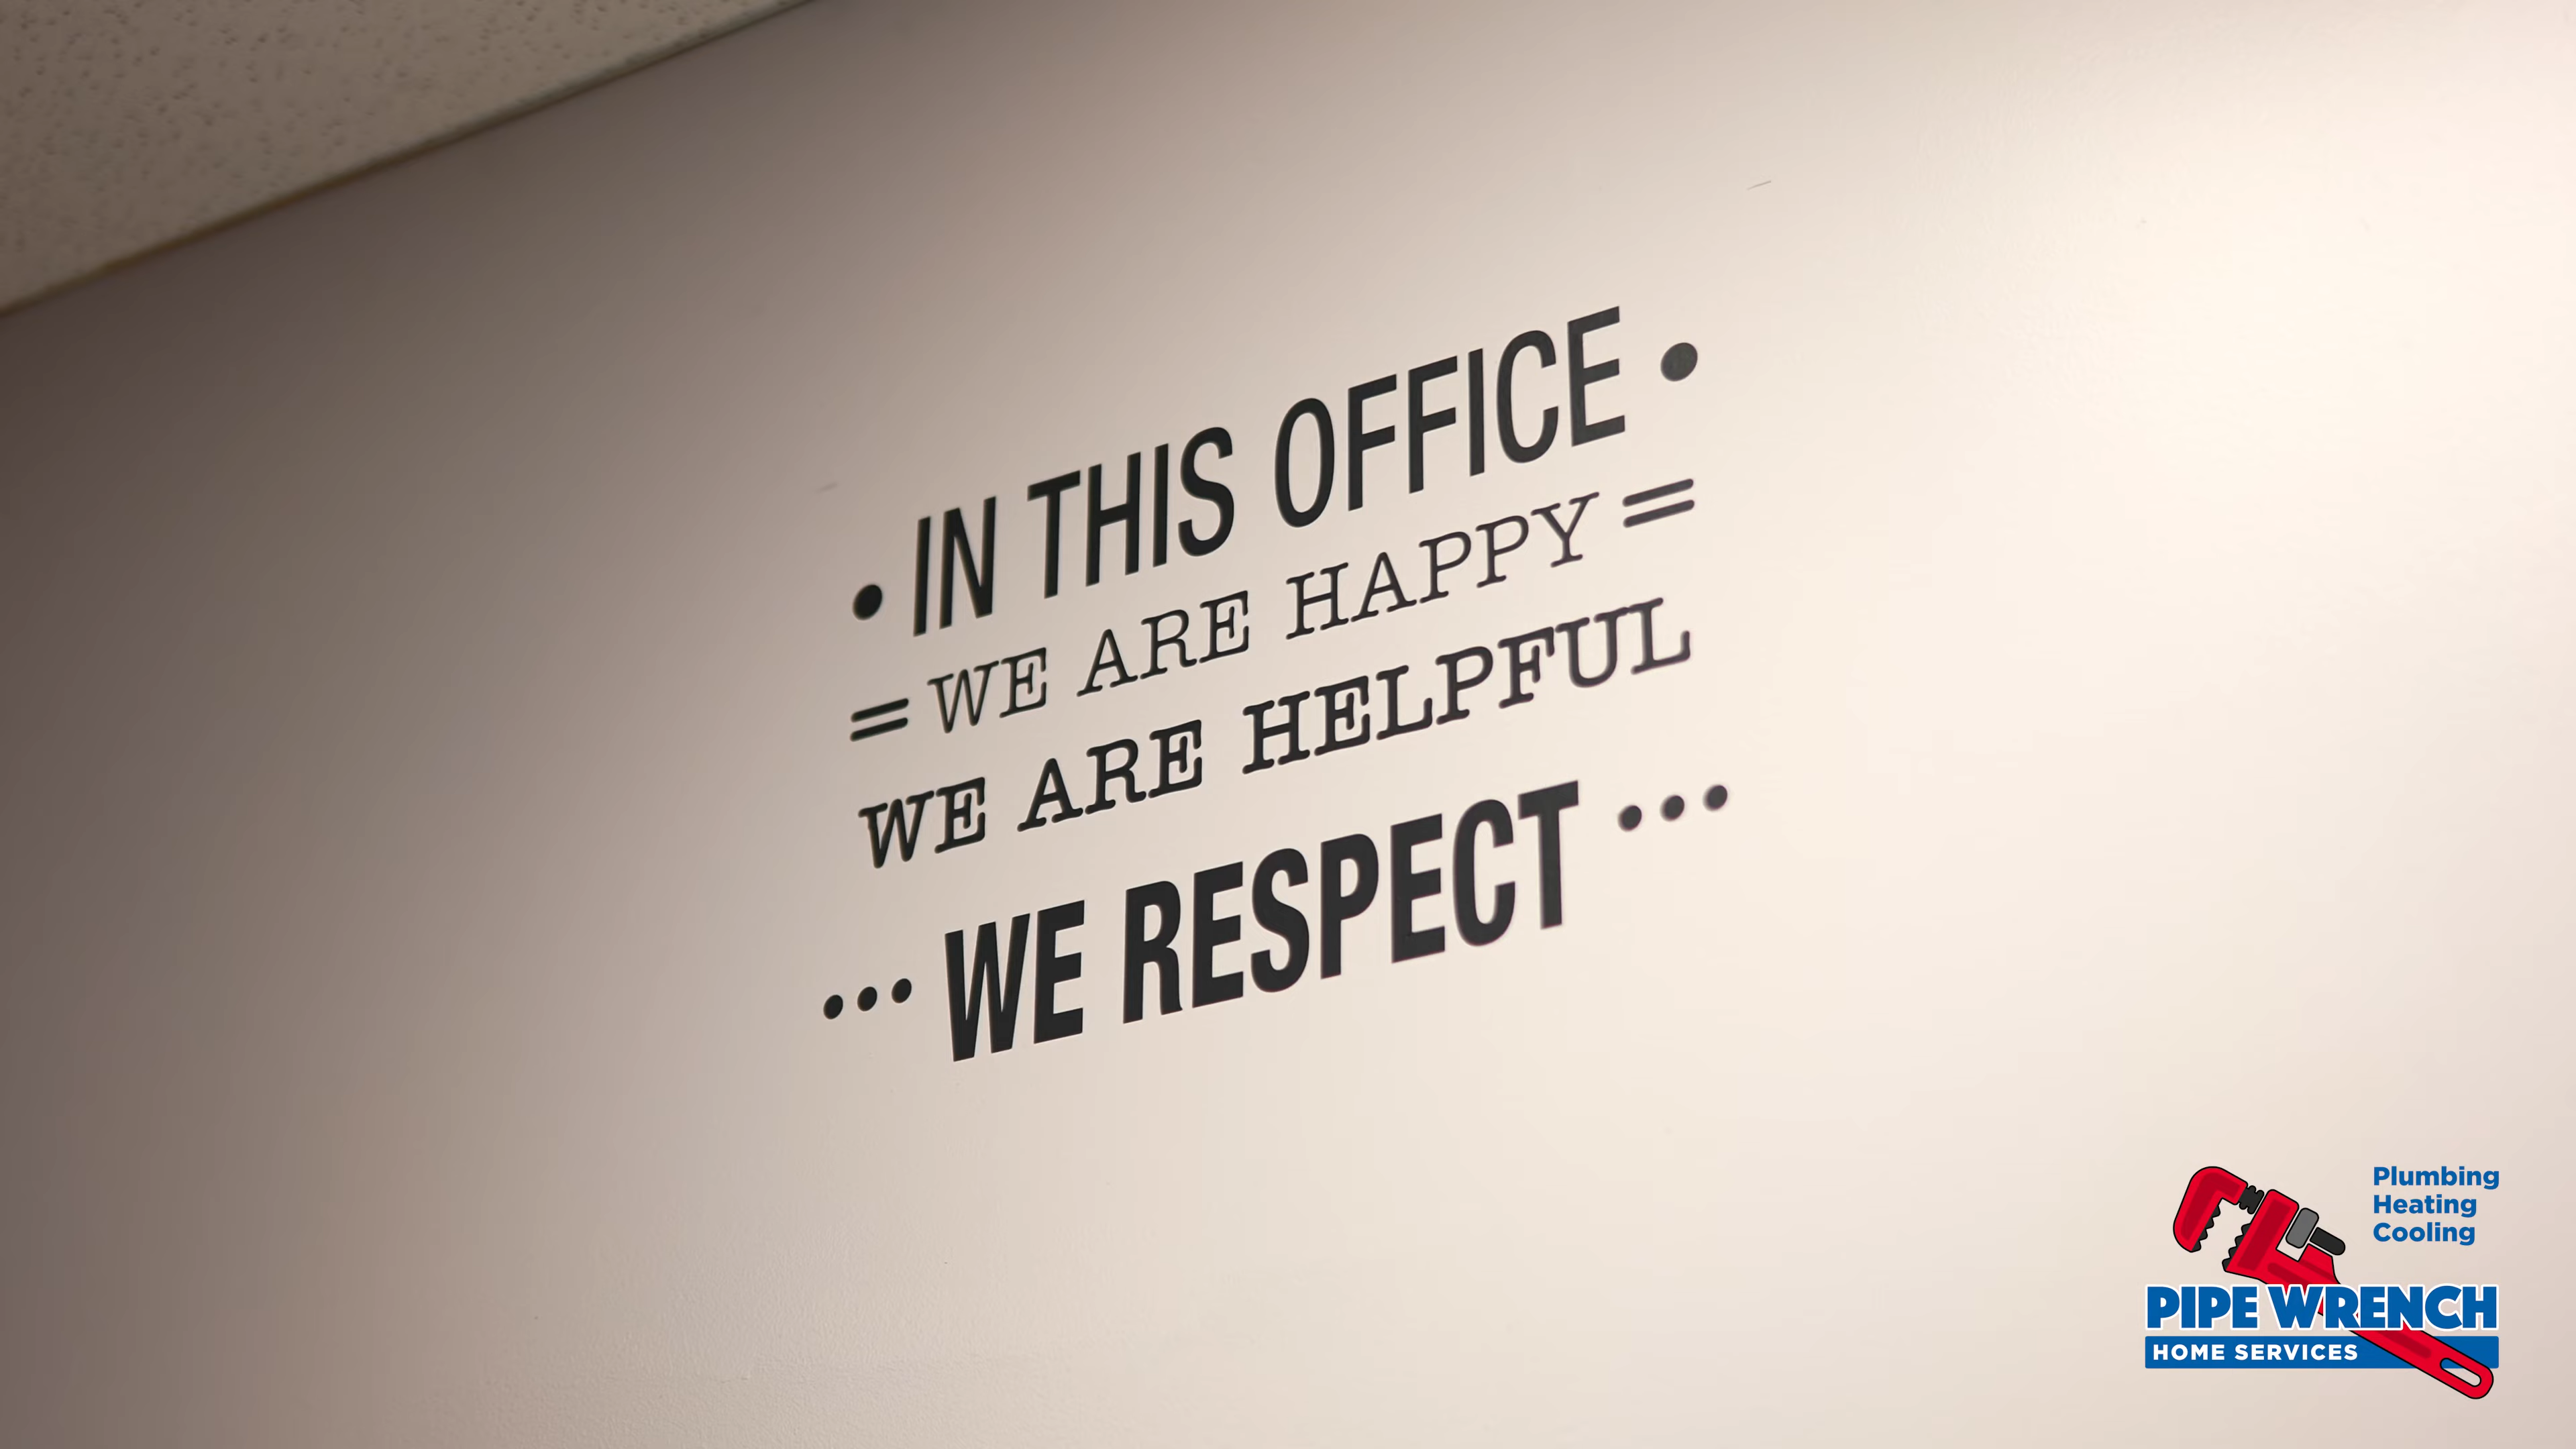 • IN THIS OFFICE •
= WE ARE HAPPY =
WE ARE HELPFUL
••• WE RESPECT •••
Plumbing
Heating
Cooling
PIPE WRENCH
HOME SERVICES